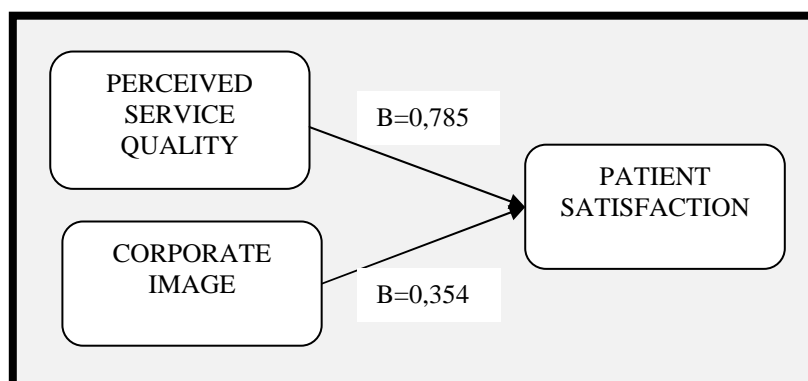 PERCEIVED
SERVICE
QUALITY
B=0,785
PATIENT
SATISFACTION
CORPORATE
IMAGE
B=0,354